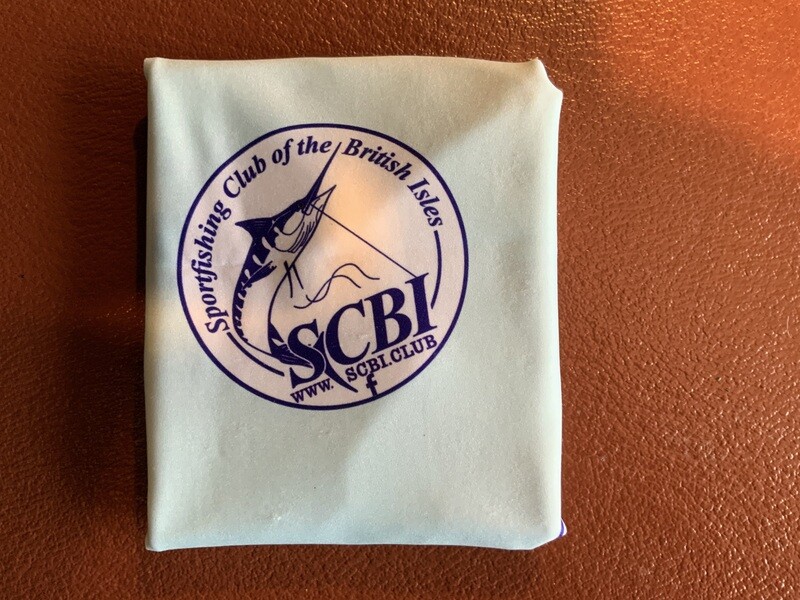 Sportfishing Club of the British Isles
SCBI
WWW. SCBI.CLUB
f